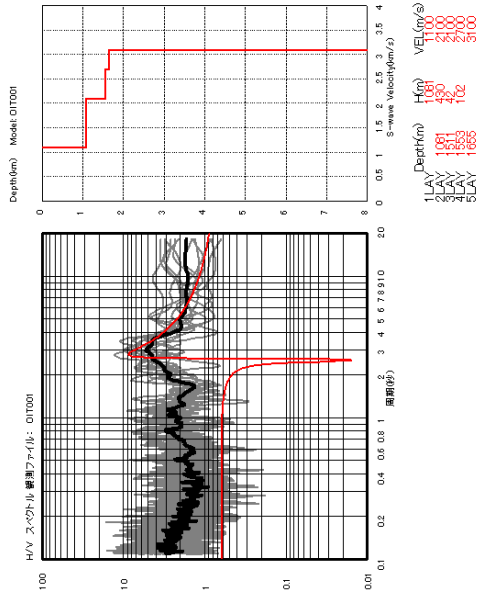 H/V スペクトル 観測ファイル： OIT001
100
10
1
0.1
0.01
0.1 0.2 0.4 0.6 0.8 1 2 3 4 5 6 7 8 9 10 20
周期(秒)
Depth(km) Model: OIT001
0
1
2
3
4
5
6
7
8
0 0.5 1 1.5 2 2.5 3 3.5 4
S-wave Velocity(km/s)
Depth(m) H(m) VEL(m/s)
1LAY 1081 1100
2LAY 1081 430 2100
3LAY 1511 42 2100
4LAY 1553 102 2700
5LAY 1655 3100